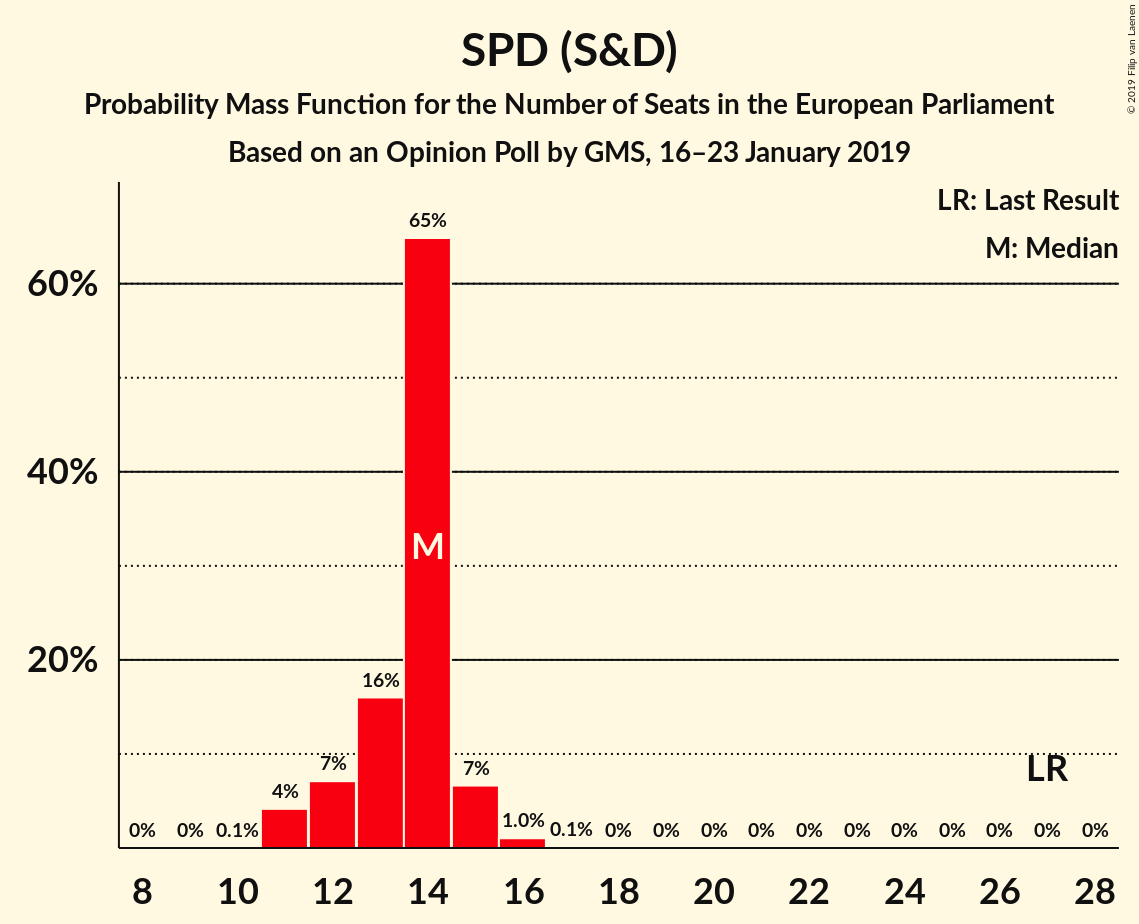 SPD (S&D)
Probability Mass Function for the Number of Seats in the European Parliament
Based on an Opinion Poll by GMS, 16–23 January 2019
© 2019 Filip van Laenen
LR: Last Result
M: Median
60%
40%
20%
0% 0% 0.1% 4% 7% 16% 65% 7% 1.0% 0.1% 0% 0% 0% 0% 0% 0% 0% 0% 0% 0% 0%
M
LR
8 10 12 14 16 18 20 22 24 26 28